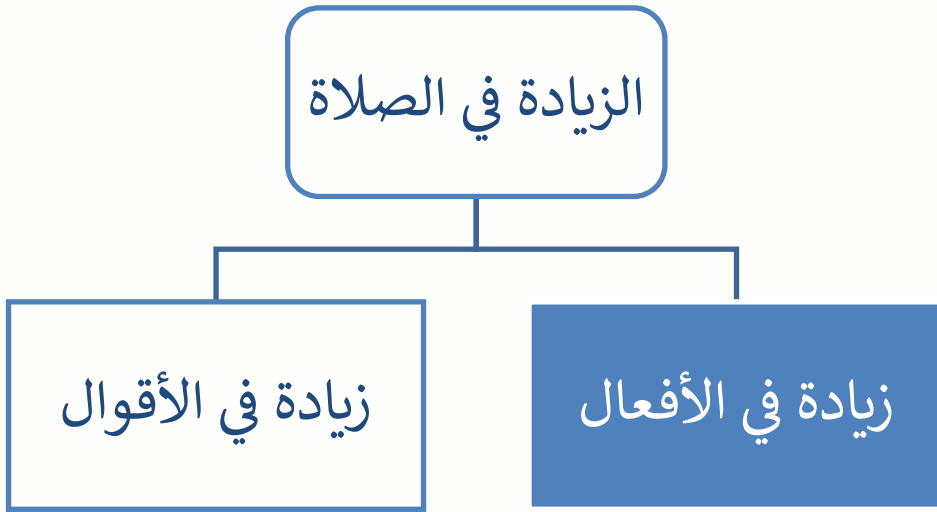 الزيادة في الصلاة
زيادة في الأفعال
زيادة في الأقوال